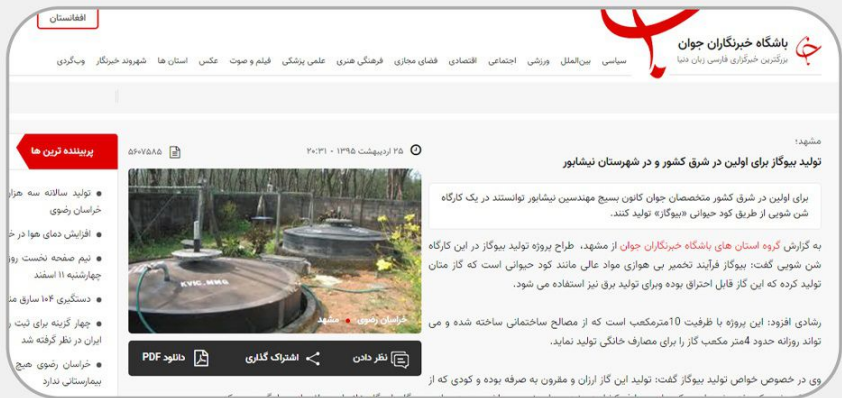 افغانستان
باشگاه خبرنگاران جوان
بزرگترین خبرگزاری فارسی زبان دنیا
سیاسی بین‌الملل ورزشی اجتماعی اقتصادی فضای مجازی فرهنگی هنری علمی پزشکی فیلم و صوت عکس استان ها شهروند خبرنگار وب‌گردی
مشهد؛
تولید بیوگاز برای اولین در شرق کشور و در شهرستان نیشابور
برای اولین در شرق کشور متخصصان جوان کانون بسیج مهندسین نیشابور توانستند در یک کارگاه
شن شویی از طریق کود حیوانی «بیوگاز» تولید کنند.
به گزارش گروه استان های باشگاه خبرنگاران جوان از مشهد، طراح پروژه تولید بیوگاز در این کارگاه
شن شویی گفت: بیوگاز فرآیند تخمیر بی هوازی مواد عالی مانند کود حیوانی است که گاز متان
تولید کرده که این گاز قابل احتراق بوده وبرای تولید برق نیز استفاده می شود.
رشادی افزود: این پروژه با ظرفیت 10مترمکعب است که از مصالح ساختمانی ساخته شده و می
تواند روزانه حدود 4متر مکعب گاز را برای مصارف خانگی تولید نماید.
وی در خصوص خواص تولید بیوگاز گفت: تولید این گاز ارزان و مقرون به صرفه بوده و کودی که از
۲۵ اردیبهشت ۱۳۹۵ - ۲۰:۳۱
۵۶۰۷۵۸۵
KVIC.MMG
خراسان رضوی • مشهد
نظر دادن اشتراک گذاری دانلود PDF
پربیننده ترین ها
تولید سالانه سه هزار
خراسان رضوی
افزایش دمای هوا در
نیم صفحه نخست
چهارشنبه ۱۱ اسفند
دستگیری ۱۰۴ سارق
چهار گزینه برای ثبت
ایران در نظر گرفته شد
خراسان رضوی هیچ
بیمارستانی ندارد